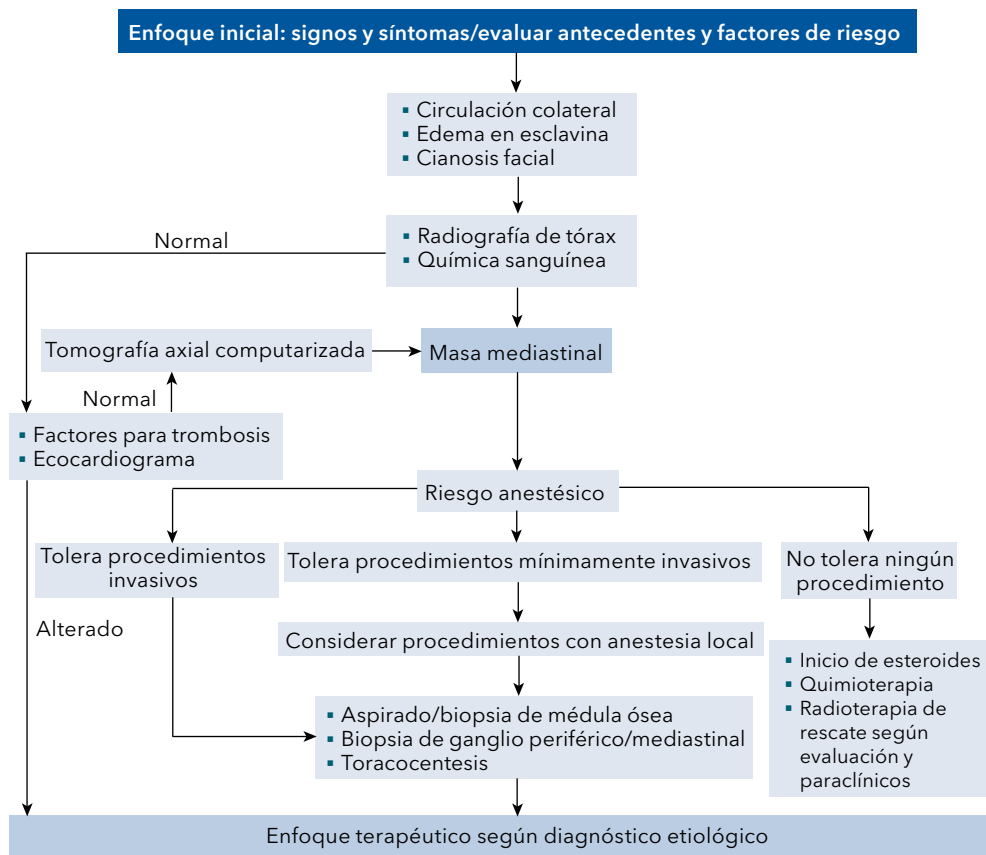 Enfoque inicial: signos y síntomas/evaluar antecedentes y factores de riesgo
▪ Circulación colateral
▪ Edema en esclavina
▪ Cianosis facial
Normal
▪ Radiografía de tórax
▪ Química sanguínea
Tomografía axial computarizada
Masa mediastinal
Normal
▪ Factores para trombosis
▪ Ecocardiograma
Riesgo anestésico
Tolera procedimientos
invasivos
Tolera procedimientos mínimamente invasivos
No tolera ningún
procedimiento
Alterado
Considerar procedimientos con anestesia local
▪ Inicio de esteroides
▪ Quimioterapia
▪ Radioterapia de
rescate según
evaluación y
paraclínicos
▪ Aspirado/biopsia de médula ósea
▪ Biopsia de ganglio periférico/mediastinal
▪ Toracocentesis
Enfoque terapéutico según diagnóstico etiológico